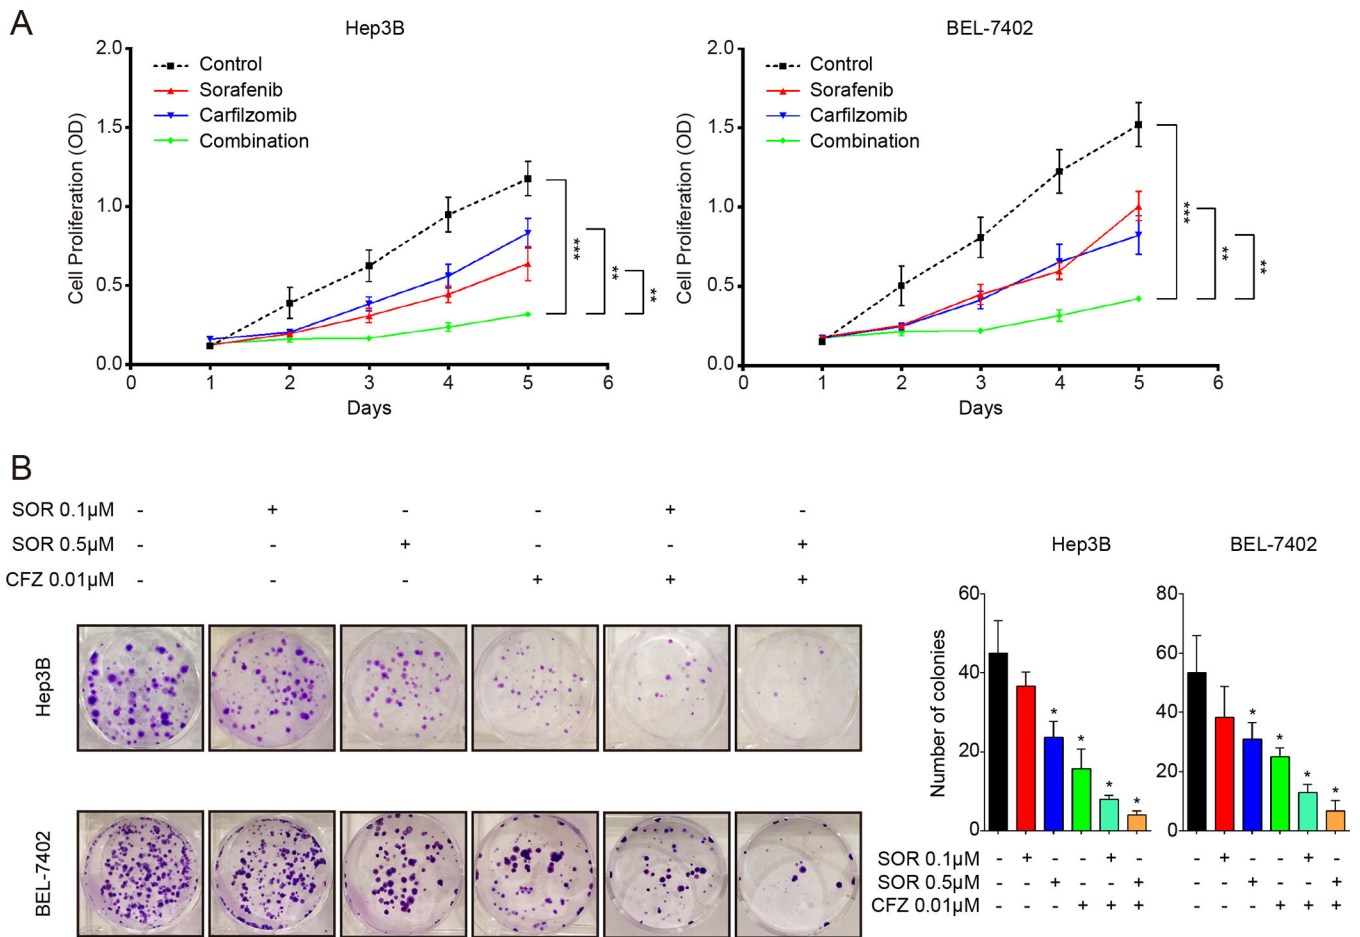 A
Hep3B
BEL-7402
2.0
1.5
1.0
0.5
0.0
Cell Proliferation (OD)
Control
Sorafenib
Carfilzomib
Combination
***
**
**
0 1 2 3 4 5 6
Days
2.0
1.5
1.0
0.5
0.0
Cell Proliferation (OD)
Control
Sorafenib
Carfilzomib
Combination
***
**
**
0 1 2 3 4 5 6
Days
B
SOR 0.1μM - + - - + -
SOR 0.5μM - - + - - +
CFZ 0.01μM - - - + + +
Hep3B
BEL-7402
Hep3B
60
40
20
0
Number of colonies
* * * *
BEL-7402
80
60
40
20
0
* * * *
SOR 0.1μM - + - - + - - + - - + -
SOR 0.5μM - - + - - + - - + - - +
CFZ 0.01μM - - - + + + - - - + + +